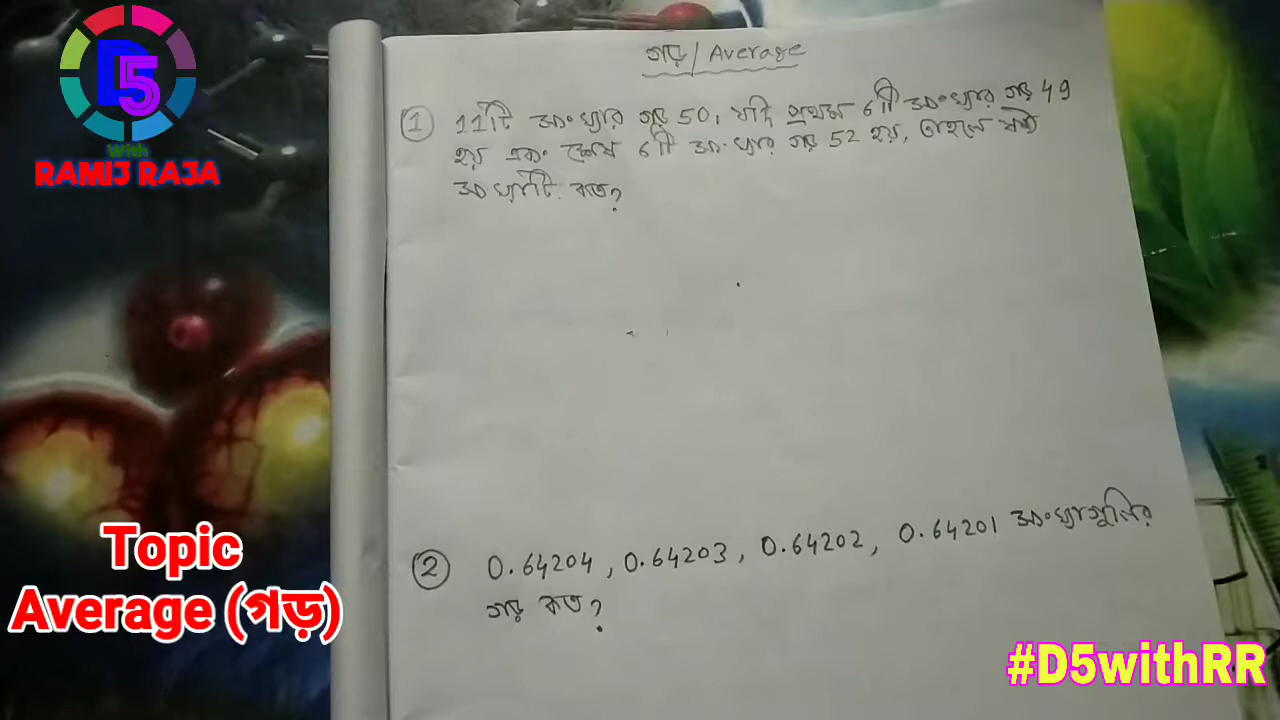 D5
With
RAMIJ RAJA
গড় / Average
① 11টি সংখ্যার গড় 50, যদি প্রথম 6টি সংখ্যার গড় 49
হয় এবং শেষ 6টি সংখ্যার গড় 52 হয়, তাহলে ষষ্ঠ
সংখ্যাটি কত?
② 0.64204, 0.64203, 0.64202, 0.64201 সংখ্যাগুলির
গড় কত?
Topic
Average (গড়)
#D5withRR